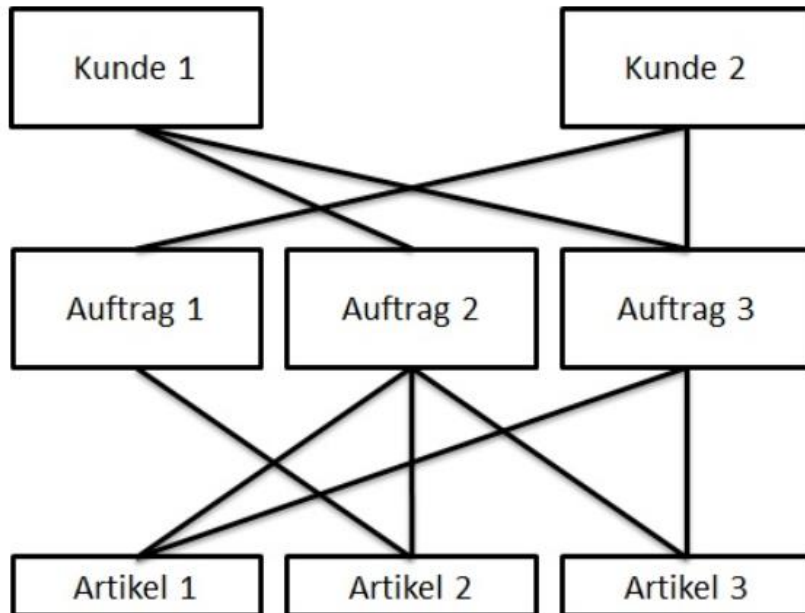 Kunde 1
Kunde 2
Auftrag 1
Auftrag 2
Auftrag 3
Artikel 1
Artikel 2
Artikel 3